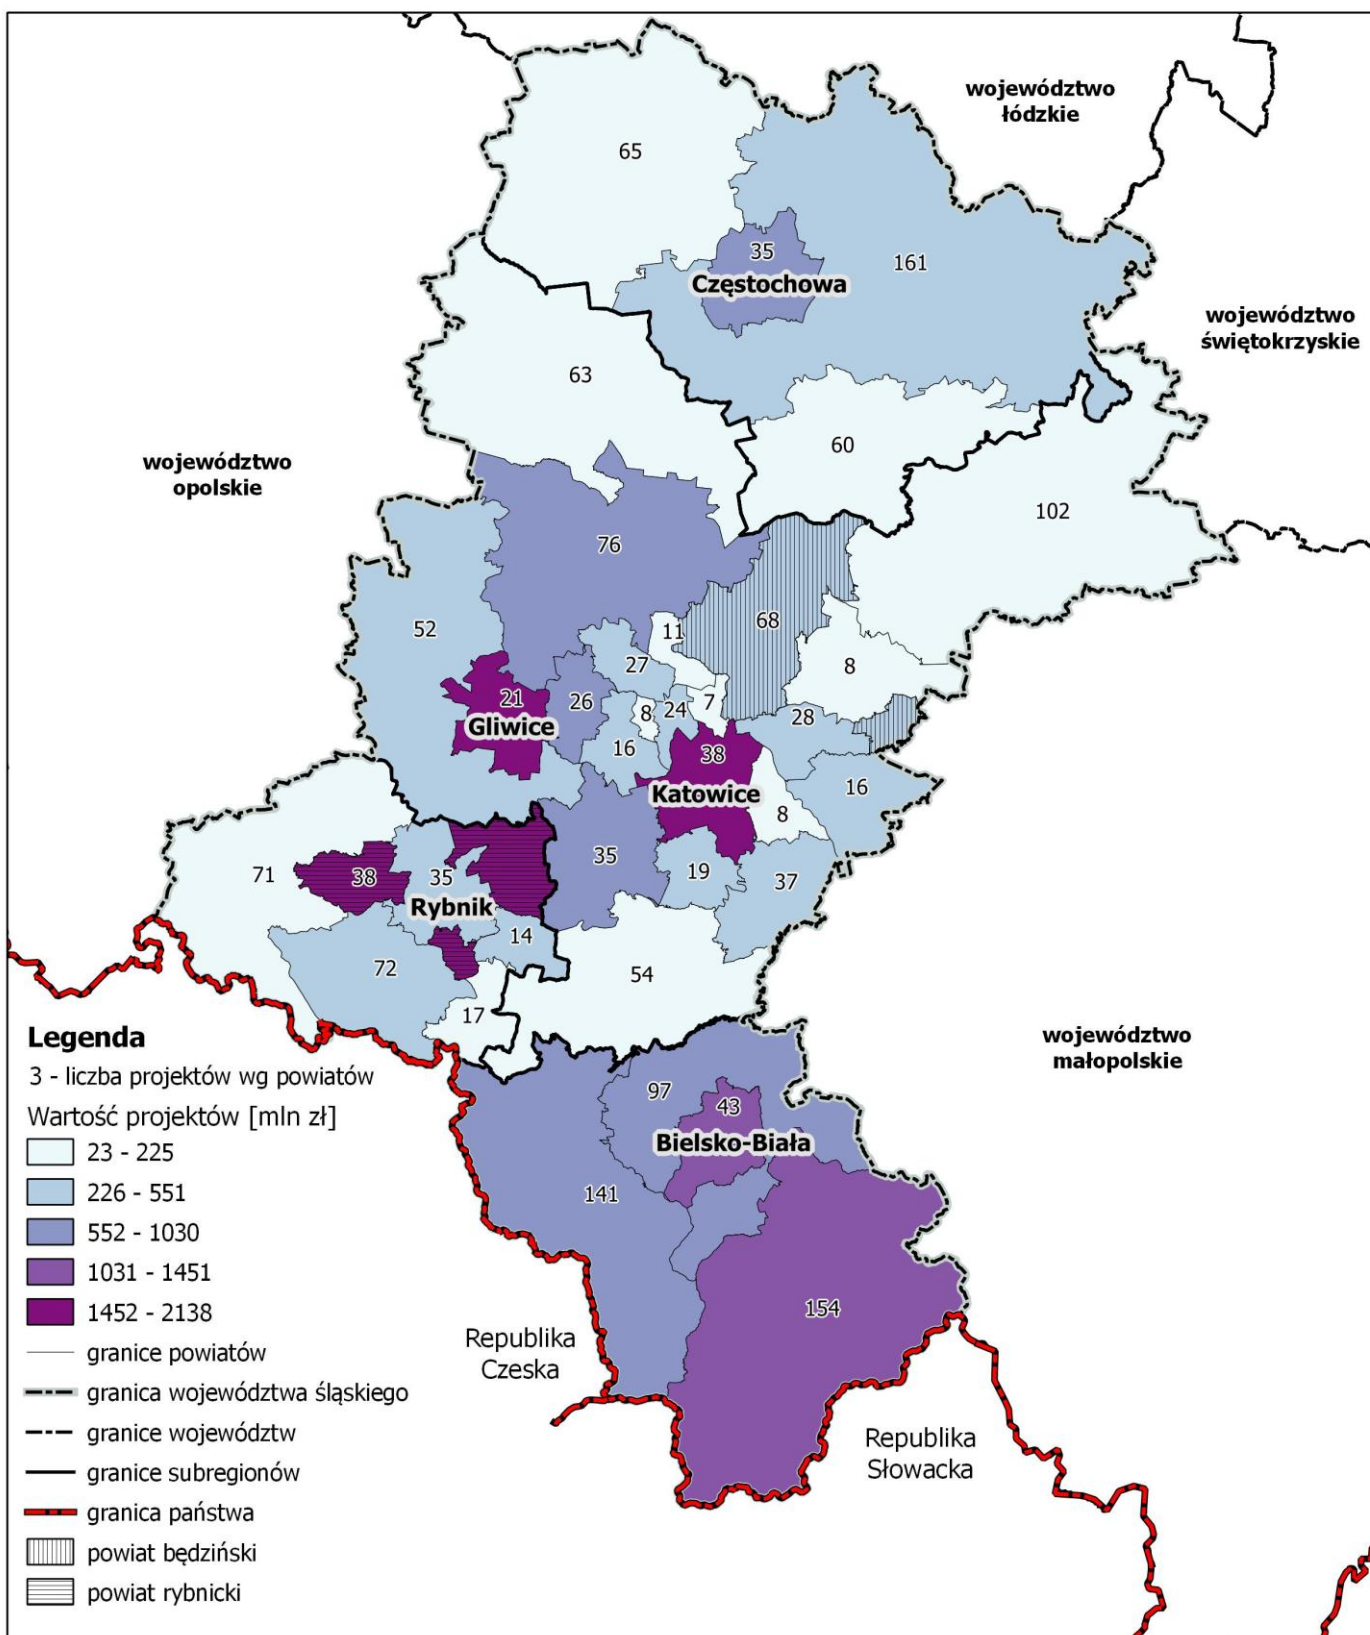 województwo
łódzkie
65
35
Częstochowa
161
województwo
świętokrzyskie
63
60
województwo
opolskie
102
76
52
11
68
27
8
21
Gliwice
26
8
24
7
28
16
38
Katowice
16
8
35
19
37
71
38
35
Rybnik
14
72
54
17
województwo
małopolskie
97
43
Bielsko-Biała
141
154
Republika
Czeska
Republika
Słowacka
Legenda
3 - liczba projektów wg powiatów
Wartość projektów [mln zł]
23 - 225
226 - 551
552 - 1030
1031 - 1451
1452 - 2138
granice powiatów
granica województwa śląskiego
granice województw
granice subregionów
granica państwa
powiat będziński
powiat rybnicki